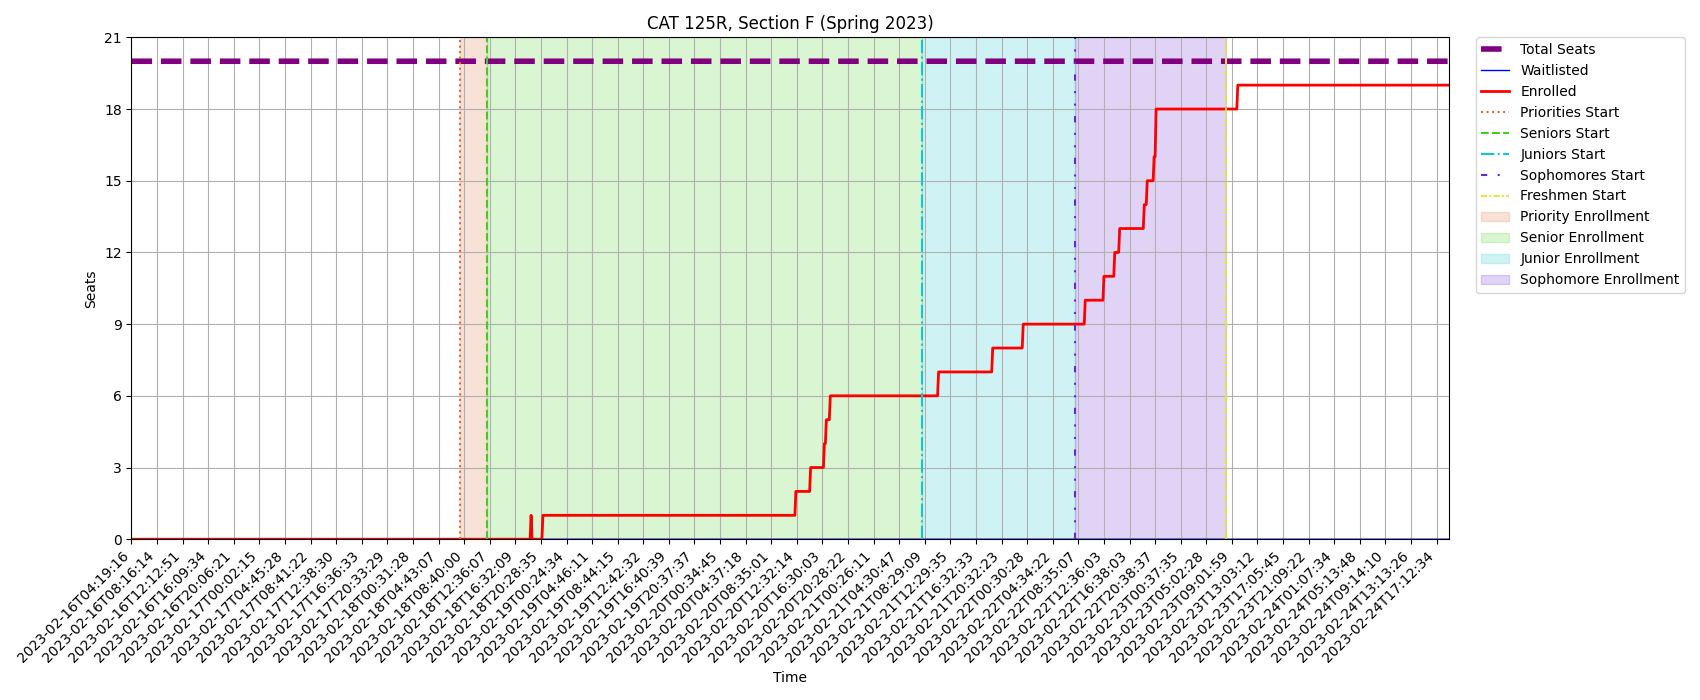 CAT 125R, Section F (Spring 2023)
21
18
15
12
9
6
3
0
Seats
2023-02-16T04:19:16
2023-02-16T08:16:14
2023-02-16T12:12:51
2023-02-16T16:09:34
2023-02-16T20:06:21
2023-02-17T00:02:15
2023-02-17T04:45:28
2023-02-17T08:41:22
2023-02-17T12:38:30
2023-02-17T16:36:33
2023-02-17T20:33:29
2023-02-18T00:31:28
2023-02-18T04:43:07
2023-02-18T08:40:00
2023-02-18T12:36:07
2023-02-18T16:32:09
2023-02-18T20:28:35
2023-02-19T00:24:34
2023-02-19T04:46:11
2023-02-19T08:44:15
2023-02-19T12:42:32
2023-02-19T16:40:39
2023-02-19T20:37:37
2023-02-20T00:34:45
2023-02-20T04:37:18
2023-02-20T08:35:01
2023-02-20T12:32:14
2023-02-20T16:30:03
2023-02-20T20:28:22
2023-02-21T00:26:11
2023-02-21T04:30:47
2023-02-21T08:29:09
2023-02-21T12:29:35
2023-02-21T16:32:33
2023-02-21T20:32:23
2023-02-22T00:30:28
2023-02-22T04:34:22
2023-02-22T08:35:07
2023-02-22T12:36:03
2023-02-22T16:38:03
2023-02-22T20:38:37
2023-02-23T00:37:35
2023-02-23T05:02:28
2023-02-23T09:01:59
2023-02-23T13:03:12
2023-02-23T17:05:45
2023-02-23T21:09:22
2023-02-24T01:07:34
2023-02-24T05:13:48
2023-02-24T09:14:10
2023-02-24T13:13:26
2023-02-24T17:12:34
Time
Total Seats
Waitlisted
Enrolled
Priorities Start
Seniors Start
Juniors Start
Sophomores Start
Freshmen Start
Priority Enrollment
Senior Enrollment
Junior Enrollment
Sophomore Enrollment